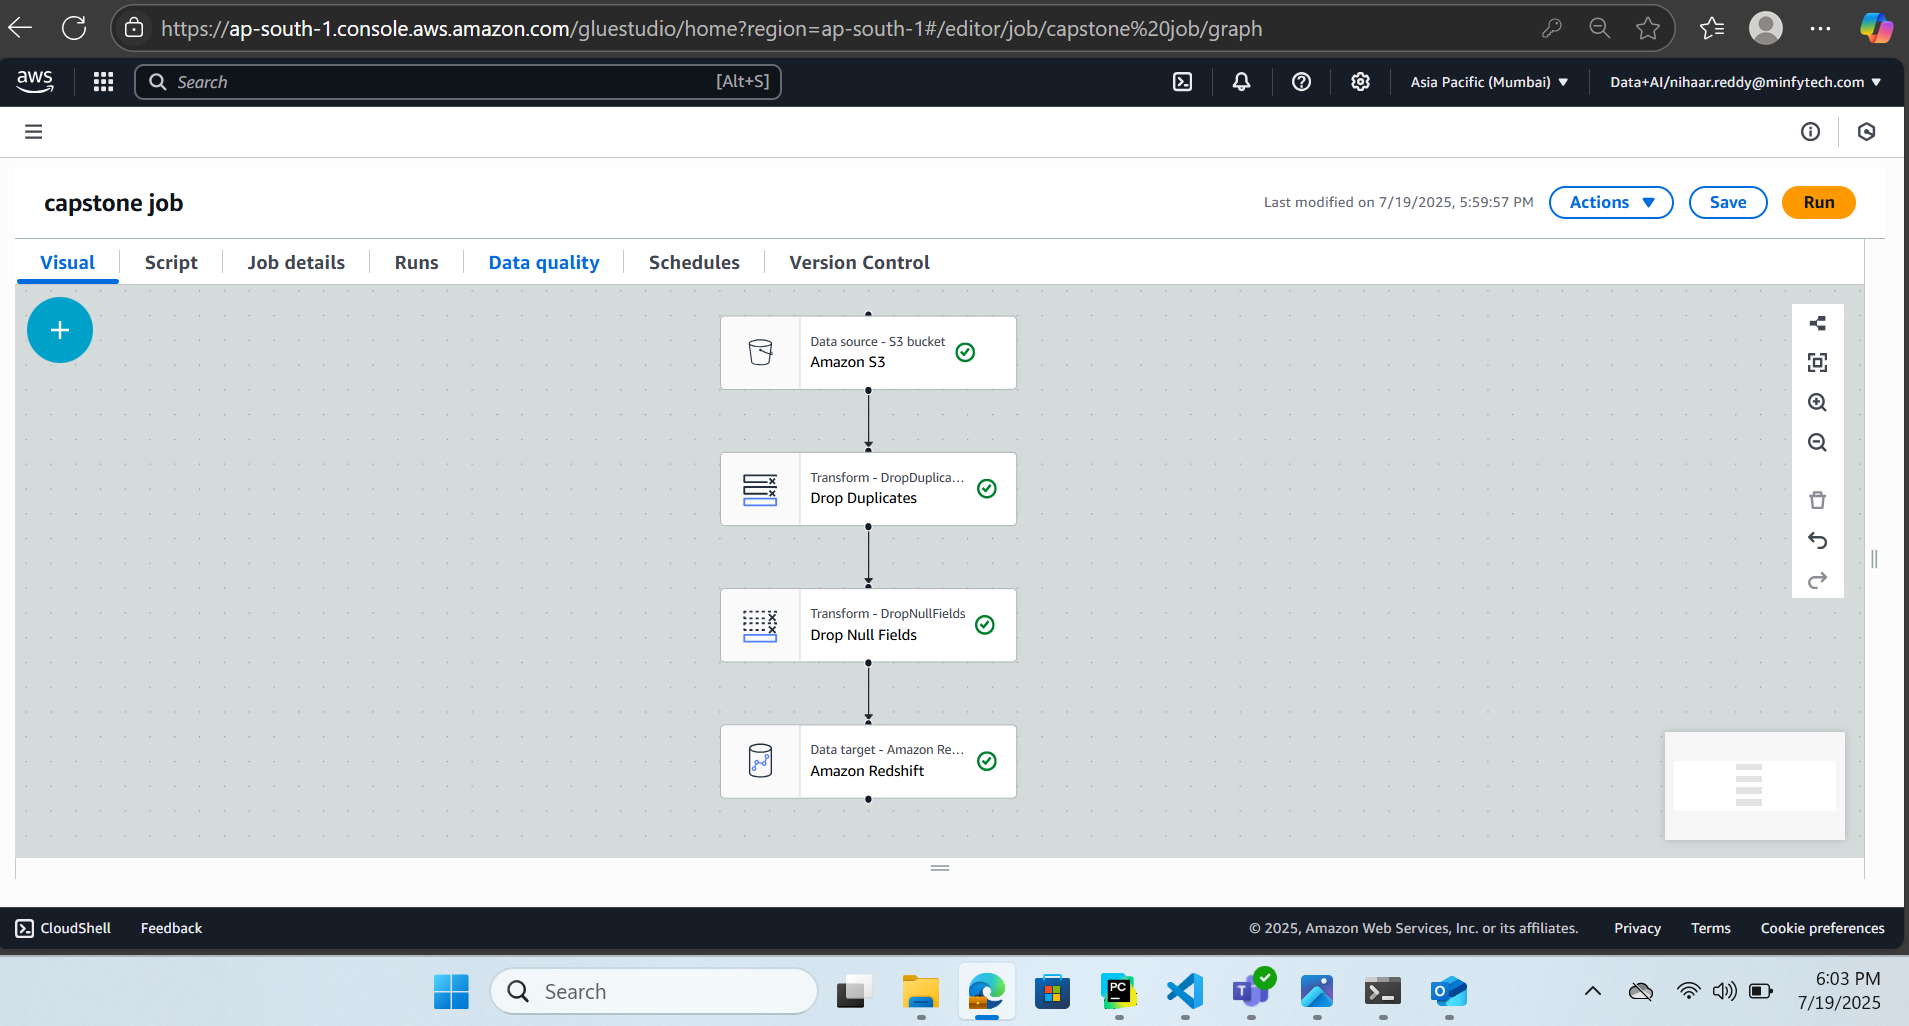 https://ap-south-1.console.aws.amazon.com/gluestudio/home?region=ap-south-1#/editor/job/capstone%20job/graph
aws
Search
[Alt+S]
Asia Pacific (Mumbai)
Data+AI/nihaar.reddy@minfytech.com
capstone job
Last modified on 7/19/2025, 5:59:57 PM
Actions
Save
Run
Visual
Script
Job details
Runs
Data quality
Schedules
Version Control
Data source - S3 bucket
Amazon S3
Transform - DropDuplica...
Drop Duplicates
Transform - DropNullFields
Drop Null Fields
Data target - Amazon Re...
Amazon Redshift
CloudShell
Feedback
© 2025, Amazon Web Services, Inc. or its affiliates.
Privacy
Terms
Cookie preferences
Search
PC
T
O
6:03 PM
7/19/2025